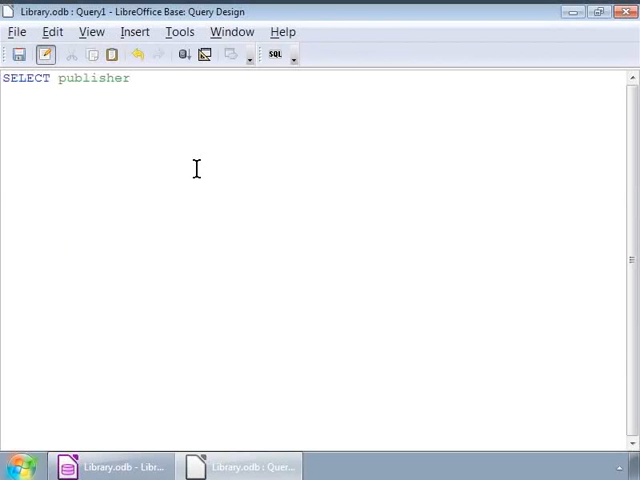 Library.odb : Query1 - LibreOffice Base: Query Design
File Edit View Insert Tools Window Help
SQL
SELECT publisher
Library.odb - Libr... Library.odb : Quer...